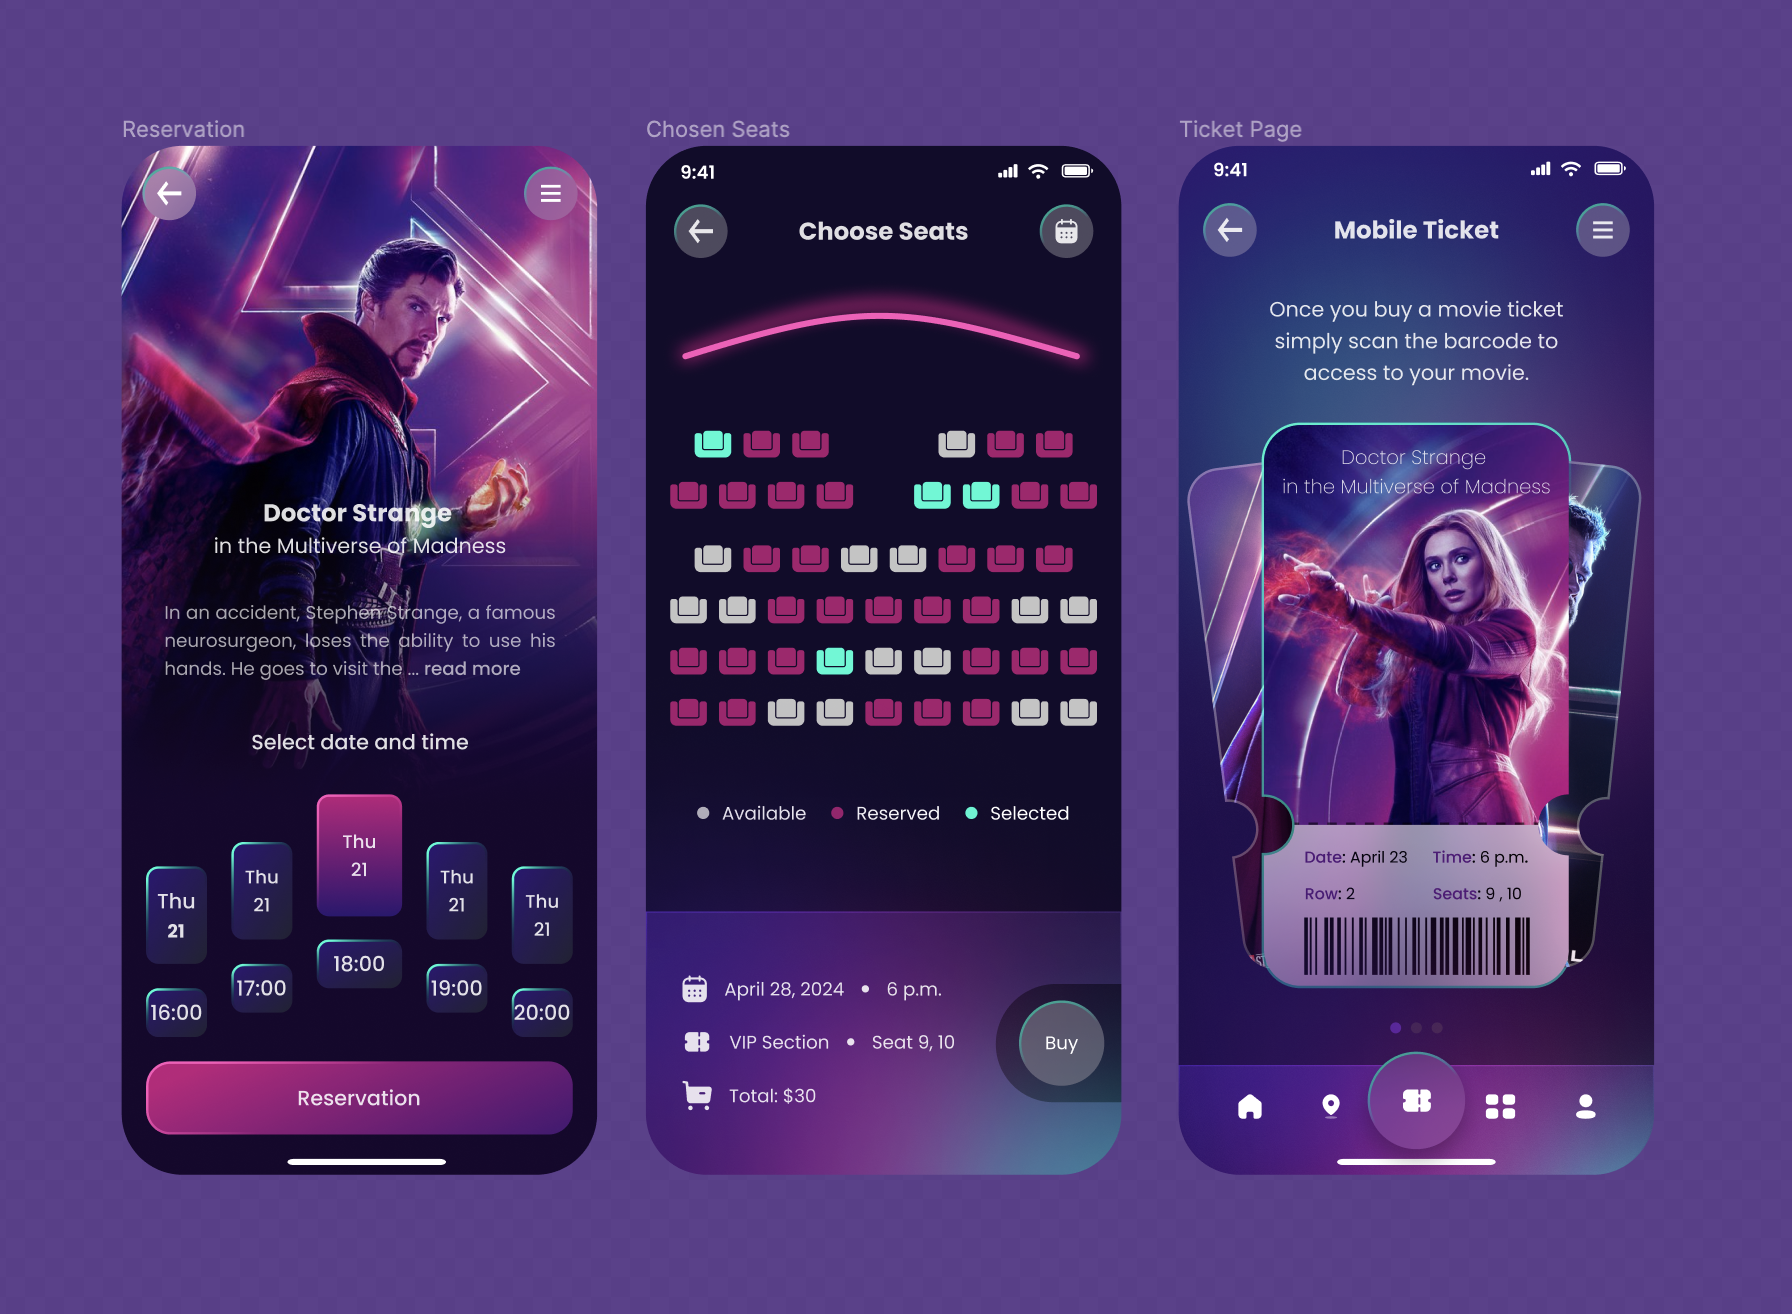 Reservation
Doctor Strange
in the Multiverse of Madness
In an accident, Stephen Strange, a famous
neurosurgeon, loses the ability to use his
hands. He goes to visit the ... read more
Select date and time
Thu
21
Thu
21
Thu
21
Thu
21
Thu
21
16:00
17:00
18:00
19:00
20:00
Reservation
Chosen Seats
9:41
Choose Seats
Available
Reserved
Selected
April 28, 2024 • 6 p.m.
VIP Section • Seat 9, 10
Total: $30
Buy
Ticket Page
9:41
Mobile Ticket
Once you buy a movie ticket
simply scan the barcode to
access to your movie.
Doctor Strange
in the Multiverse of Madness
Date: April 23 Time: 6 p.m.
Row: 2 Seats: 9 , 10